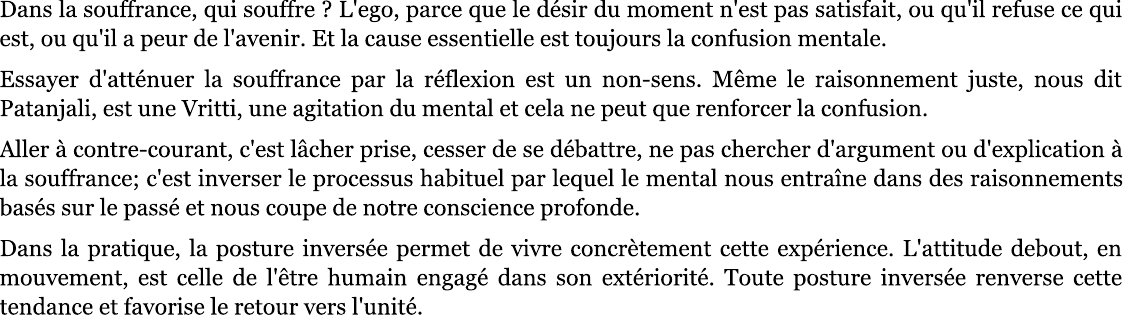 Dans la souffrance, qui souffre ? L'ego, parce que le désir du moment n'est pas satisfait, ou qu'il refuse ce qui
est, ou qu'il a peur de l'avenir. Et la cause essentielle est toujours la confusion mentale.
Essayer d'atténuer la souffrance par la réflexion est un non-sens. Même le raisonnement juste, nous dit
Patanjali, est une Vritti, une agitation du mental et cela ne peut que renforcer la confusion.
Aller à contre-courant, c'est lâcher prise, cesser de se débattre, ne pas chercher d'argument ou d'explication à
la souffrance; c'est inverser le processus habituel par lequel le mental nous entraîne dans des raisonnements
basés sur le passé et nous coupe de notre conscience profonde.
Dans la pratique, la posture inversée permet de vivre concrètement cette expérience. L'attitude debout, en
mouvement, est celle de l'être humain engagé dans son extériorité. Toute posture inversée renverse cette
tendance et favorise le retour vers l'unité.